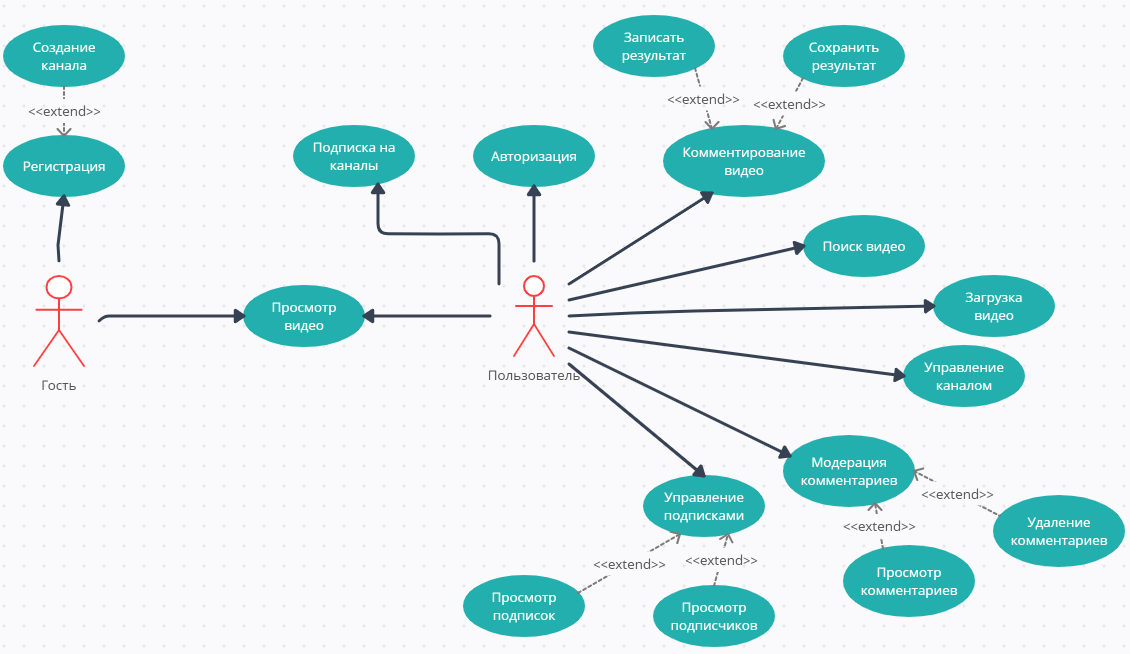 Создание
канала
<<extend>>
Регистрация
Гость
Просмотр
видео
Подписка на
каналы
Авторизация
Пользователь
Записать
результат
Сохранить
результат
<<extend>>
<<extend>>
Комментирование
видео
Поиск видео
Загрузка
видео
Управление
каналом
Модерация
комментариев
<<extend>>
<<extend>>
Удаление
комментариев
Просмотр
комментариев
Управление
подписками
<<extend>>
<<extend>>
Просмотр
подписок
Просмотр
подписчиков